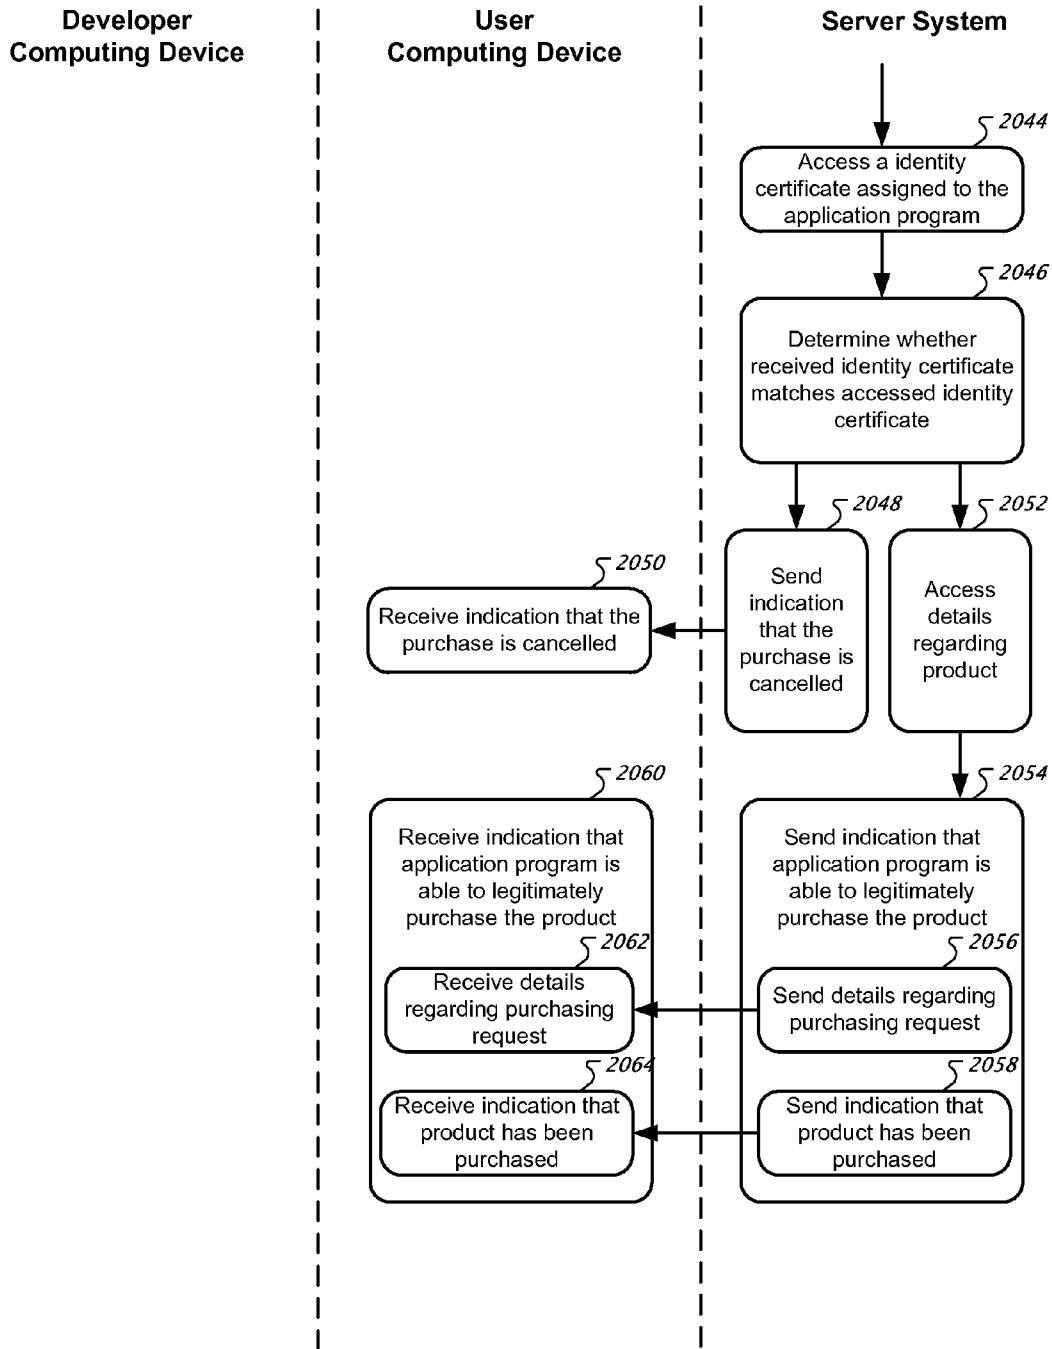 Developer
Computing Device
User
Computing Device
Server System
2044
Access a identity
certificate assigned to the
application program
2046
Determine whether
received identity certificate
matches accessed identity
certificate
2048
Send
indication
that the
purchase is
cancelled
2052
Access
details
regarding
product
2050
Receive indication that the
purchase is cancelled
2060
Receive indication that
application program is
able to legitimately
purchase the product
2062
Receive details
regarding purchasing
request
2064
Receive indication that
product has been
purchased
2054
Send indication that
application program is
able to legitimately
purchase the product
2056
Send details regarding
purchasing request
2058
Send indication that
product has been
purchased